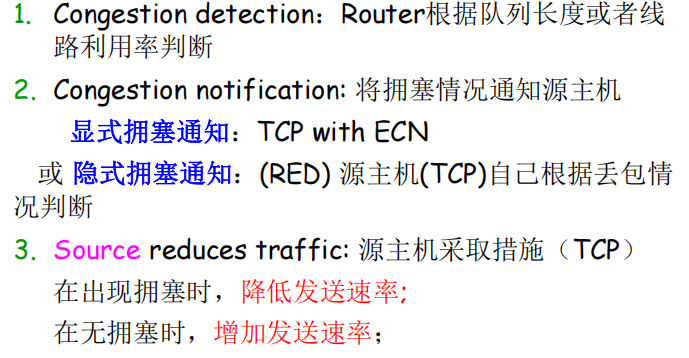 1. Congestion detection：Router根据队列长度或者线
路利用率判断
2. Congestion notification: 将拥塞情况通知源主机
显式拥塞通知：TCP with ECN
或 隐式拥塞通知：(RED) 源主机(TCP)自己根据丢包情
况判断
3. Source reduces traffic: 源主机采取措施（TCP）
在出现拥塞时，降低发送速率;
在无拥塞时，增加发送速率；